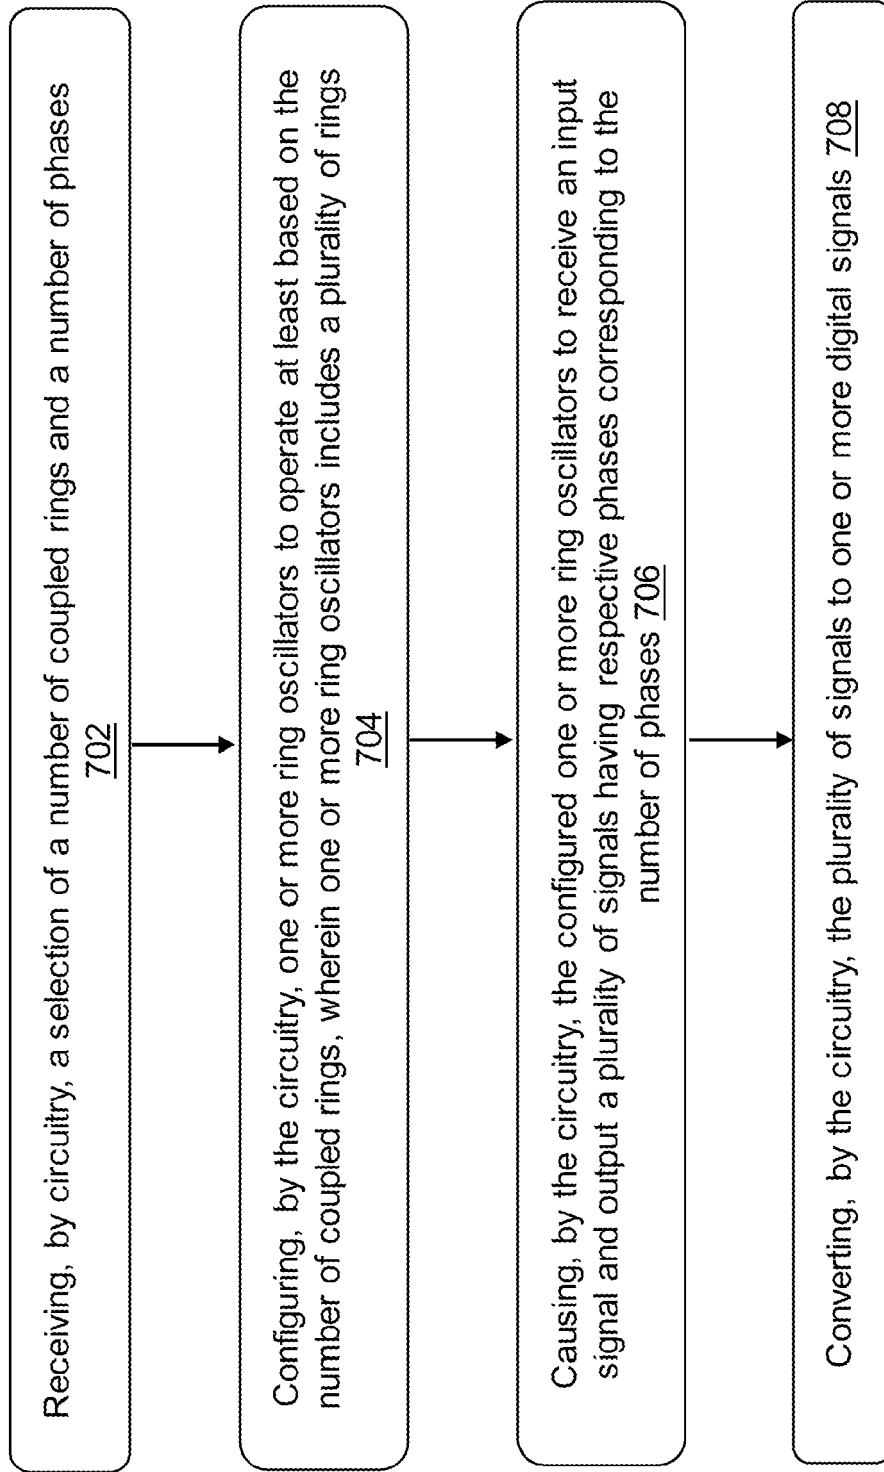 Receiving, by circuitry, a selection of a number of coupled rings and a number of phases
702
Configuring, by the circuitry, one or more ring oscillators to operate at least based on the
number of coupled rings, wherein one or more ring oscillators includes a plurality of rings
704
Causing, by the circuitry, the configured one or more ring oscillators to receive an input
signal and output a plurality of signals having respective phases corresponding to the
number of phases 706
Converting, by the circuitry, the plurality of signals to one or more digital signals 708